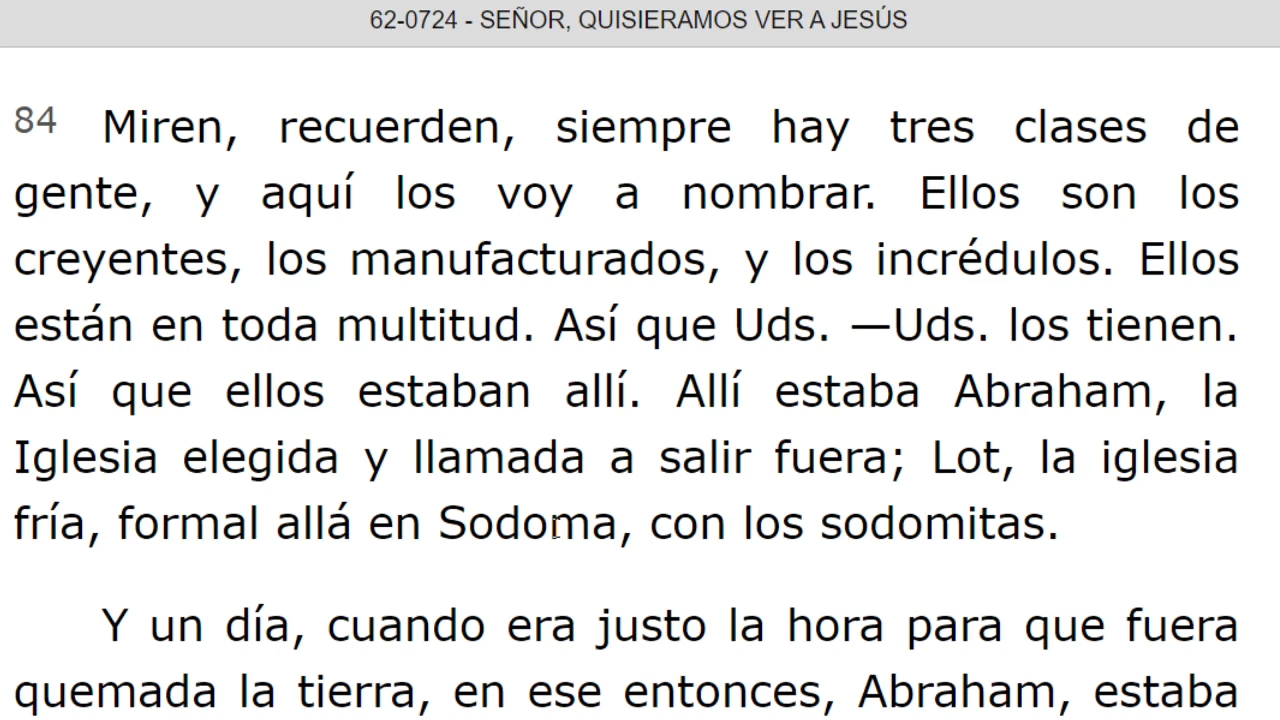 62-0724 - SEÑOR, QUISIERAMOS VER A JESÚS
84 Miren, recuerden, siempre hay tres clases de
gente, y aquí los voy a nombrar. Ellos son los
creyentes, los manufacturados, y los incrédulos. Ellos
están en toda multitud. Así que Uds. —Uds. los tienen.
Así que ellos estaban allí. Allí estaba Abraham, la
Iglesia elegida y llamada a salir fuera; Lot, la iglesia
fría, formal allá en Sodoma, con los sodomitas.
Y un día, cuando era justo la hora para que fuera
quemada la tierra, en ese entonces, Abraham, estaba